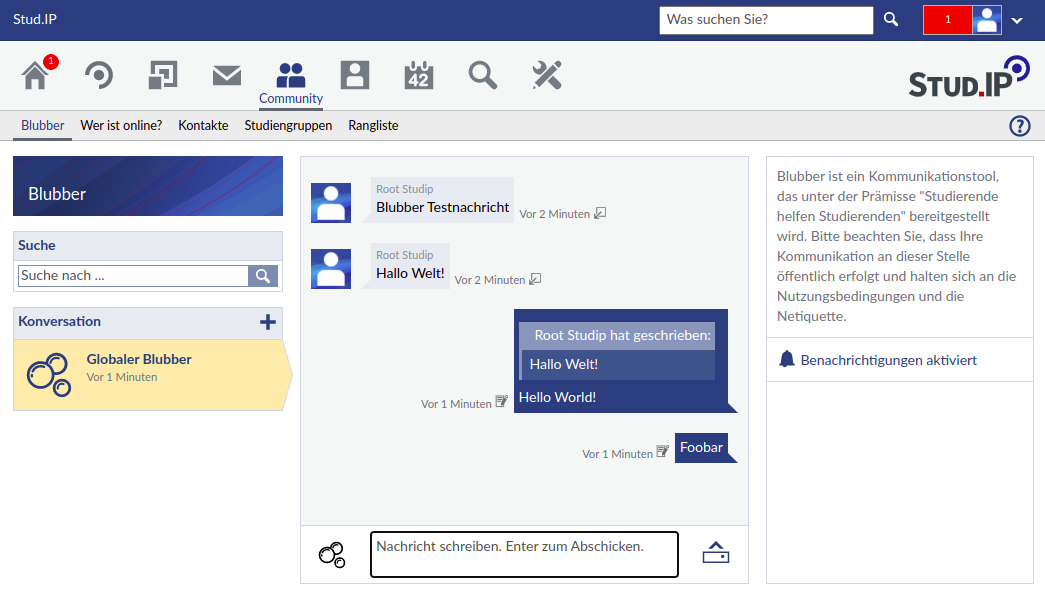 Stud.IP
Was suchen Sie?
1
1
42
Community
STUD.IP
Blubber
Wer ist online?
Kontakte
Studiengruppen
Rangliste
?
Blubber
Suche
Suche nach ...
Konversation
Globaler Blubber
Vor 1 Minuten
Root Studip
Blubber Testnachricht
Vor 2 Minuten
Root Studip
Hallo Welt!
Vor 2 Minuten
Root Studip hat geschrieben:
Hallo Welt!
Hello World!
Vor 1 Minuten
Foobar
Vor 1 Minuten
Nachricht schreiben. Enter zum Abschicken.
Blubber ist ein Kommunikationstool,
das unter der Prämisse "Studierende
helfen Studierenden" bereitgestellt
wird. Bitte beachten Sie, dass Ihre
Kommunikation an dieser Stelle
öffentlich erfolgt und halten sich an die
Nutzungsbedingungen und die
Netiquette.
Benachrichtigungen aktiviert